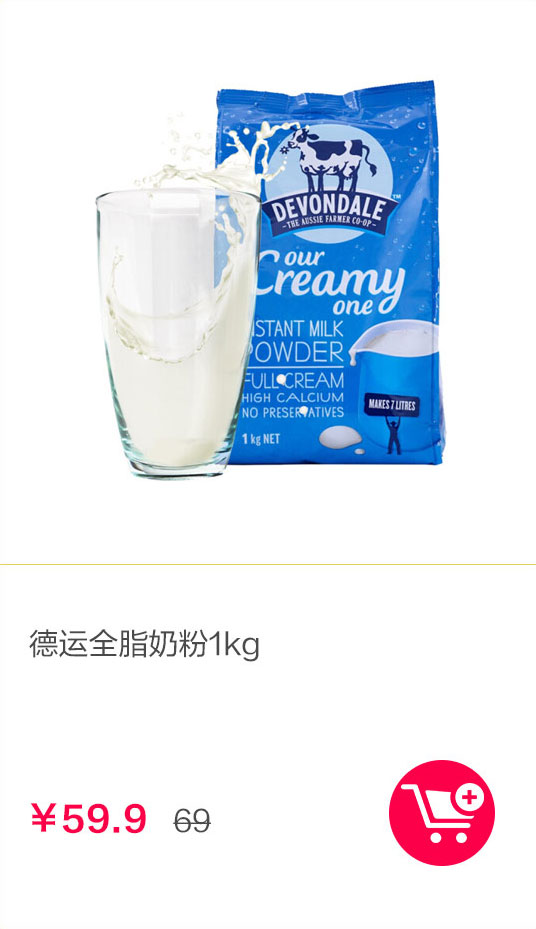 DEVONDALE™
- THE AUSSIE FARMER CO-OP -
our
Creamy
one
INSTANT MILK
POWDER
FULL CREAM
HIGH CALCIUM
NO PRESERVATIVES
1 kg NET
MAKES 7 LITRES
德运全脂奶粉1kg
¥59.9 69